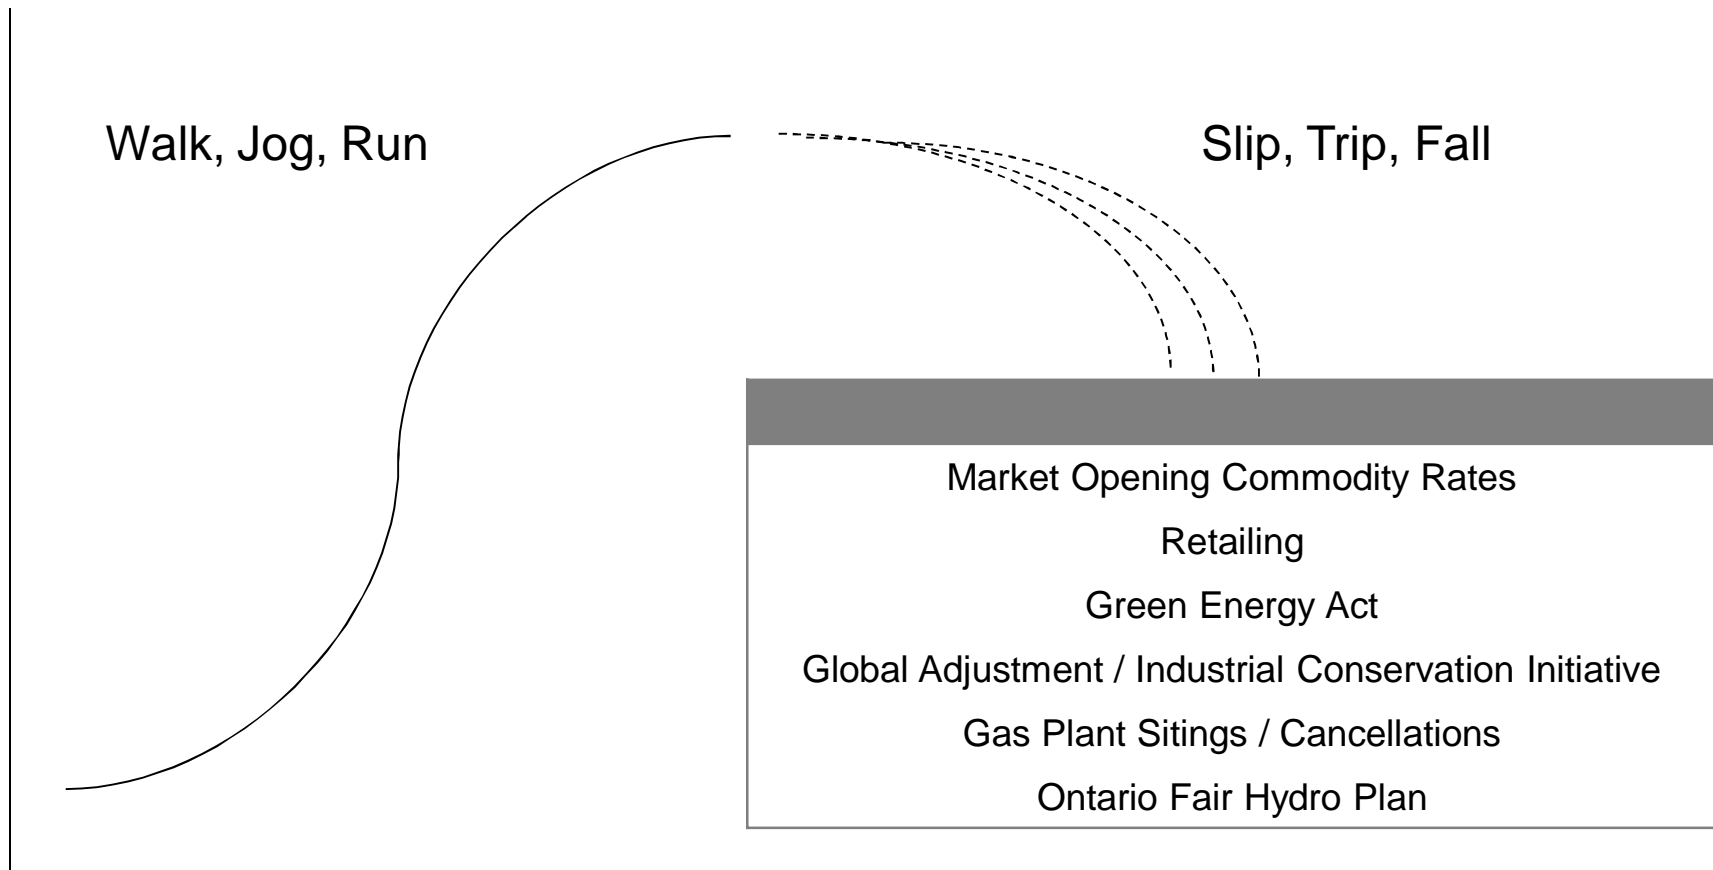 Walk, Jog, Run
Slip, Trip, Fall
Market Opening Commodity Rates
Retailing
Green Energy Act
Global Adjustment / Industrial Conservation Initiative
Gas Plant Sitings / Cancellations
Ontario Fair Hydro Plan